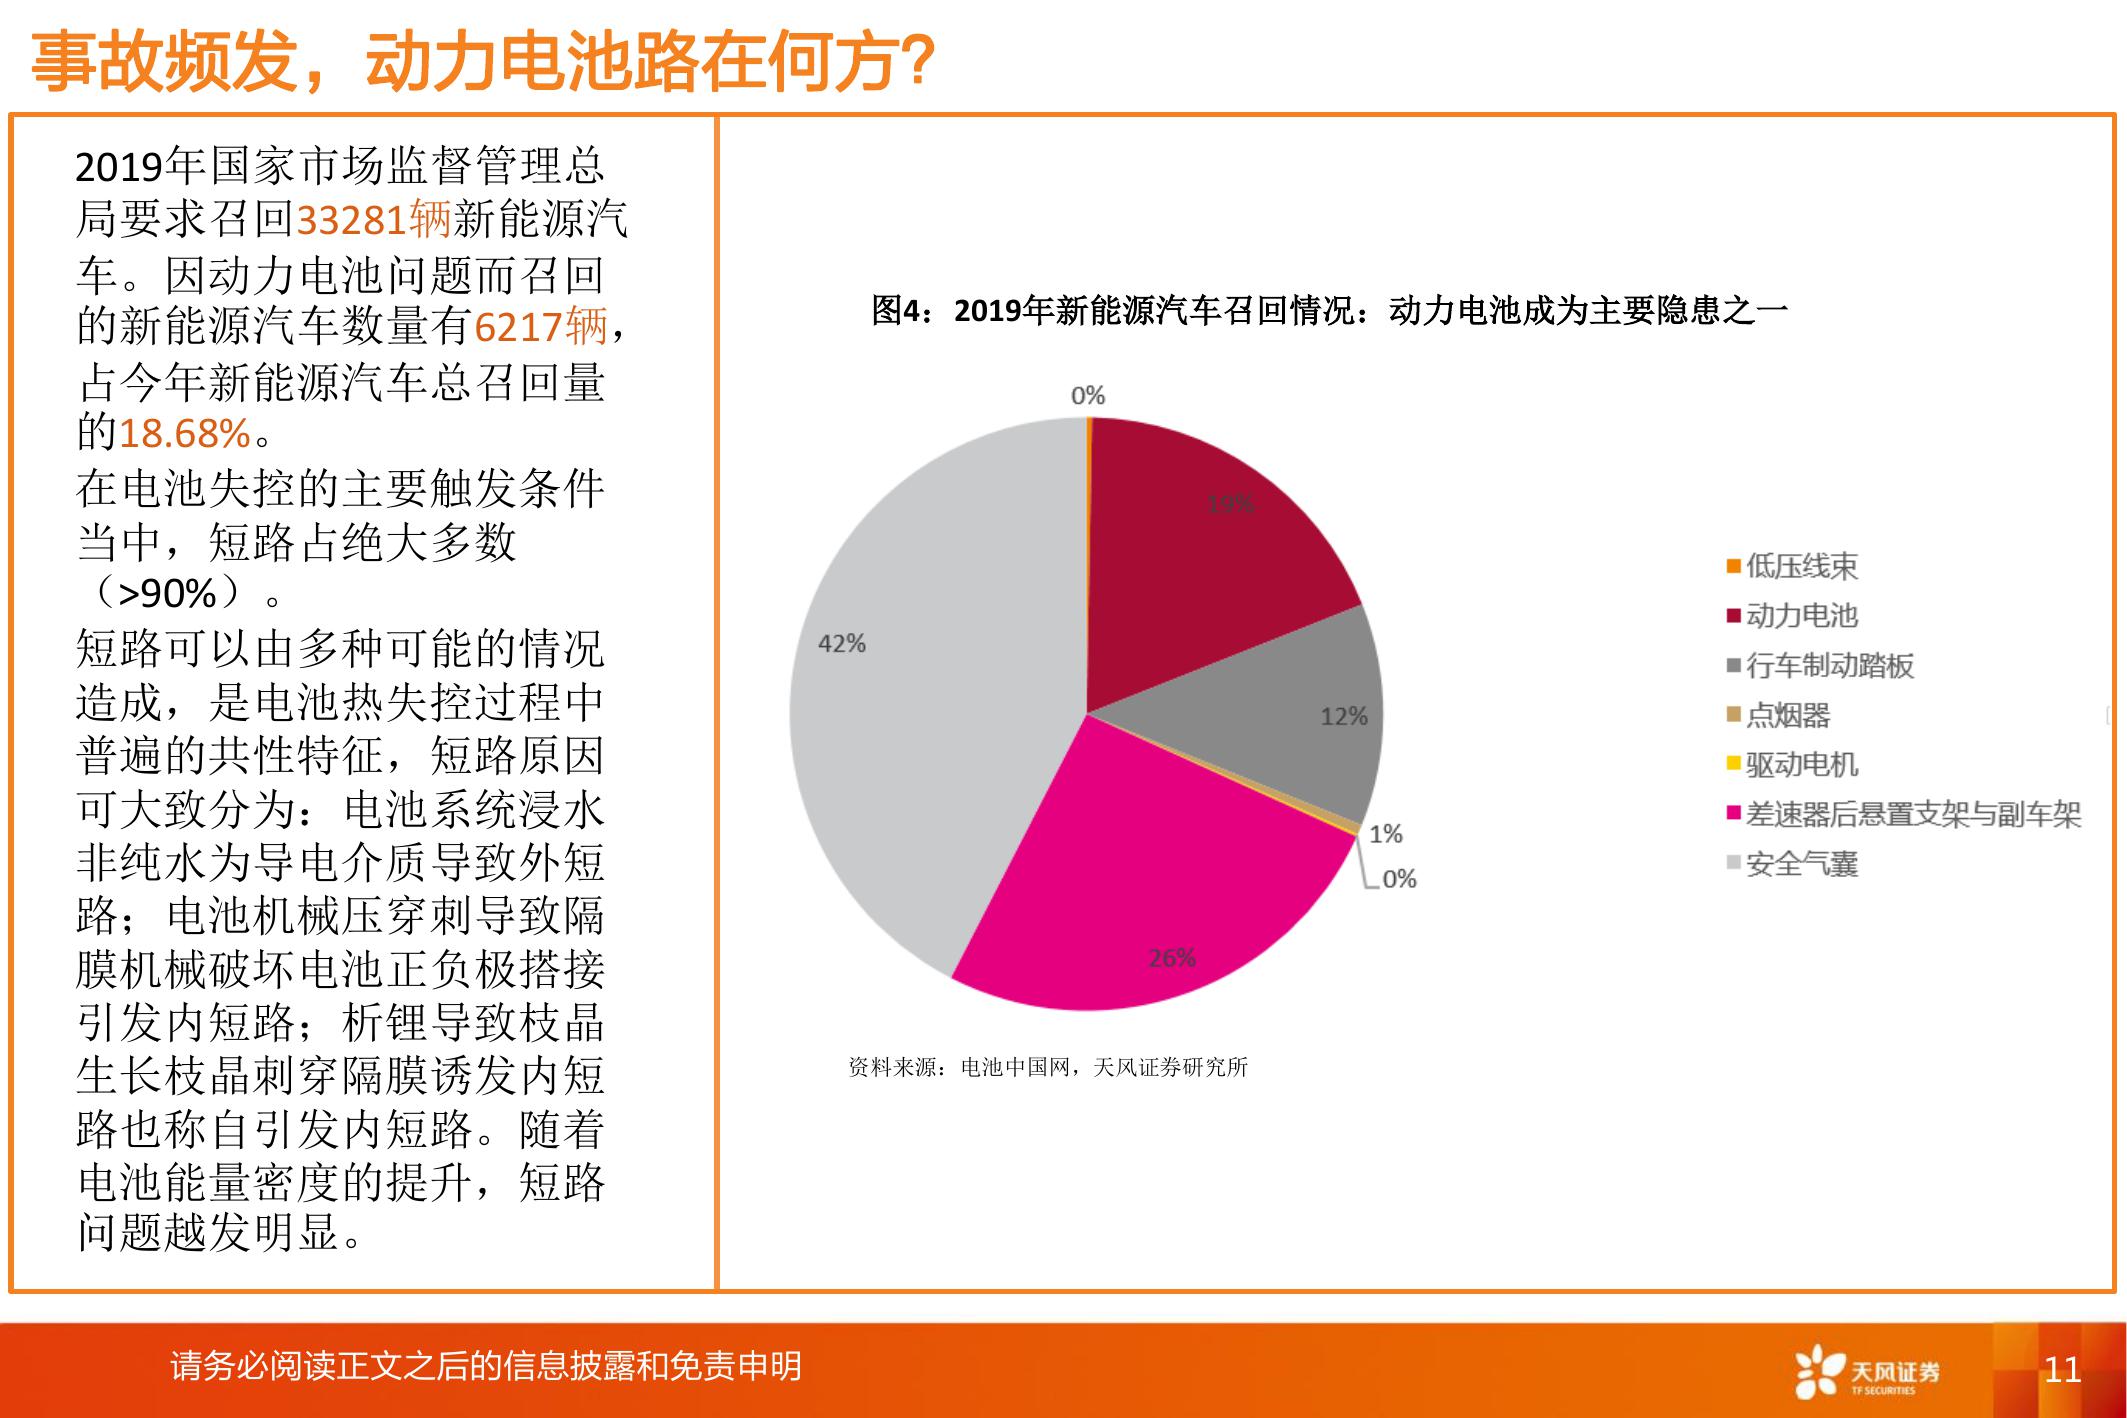 事故频发，动力电池路在何方？
2019年国家市场监督管理总
局要求召回33281辆新能源汽
车。因动力电池问题而召回
的新能源汽车数量有6217辆，
占今年新能源汽车总召回量
的18.68%。
在电池失控的主要触发条件
当中，短路占绝大多数
（>90%）。
短路可以由多种可能的情况
造成，是电池热失控过程中
普遍的共性特征，短路原因
可大致分为：电池系统浸水
非纯水为导电介质导致外短
路；电池机械压穿刺导致隔
膜机械破坏电池正负极搭接
引发内短路；析锂导致枝晶
生长枝晶刺穿隔膜诱发内短
路也称自引发内短路。随着
电池能量密度的提升，短路
问题越发明显。
图4：2019年新能源汽车召回情况：动力电池成为主要隐患之一
0%
19%
42%
12%
1%
0%
26%
低压线束
动力电池
行车制动踏板
点烟器
驱动电机
差速器后悬置支架与副车架
安全气囊
资料来源：电池中国网，天风证券研究所
请务必阅读正文之后的信息披露和免责申明
天风证券
TF SECURITIES
11